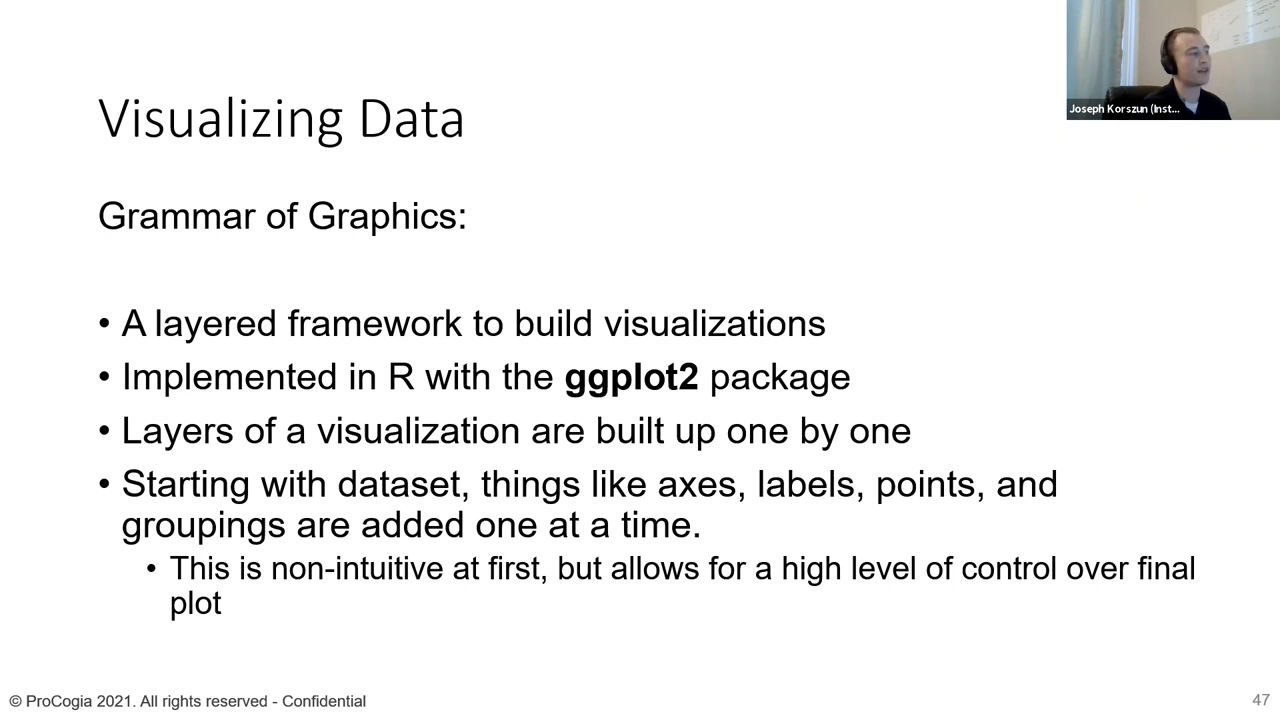 Joseph Korszun (Inst...
Visualizing Data
Grammar of Graphics:
• A layered framework to build visualizations
• Implemented in R with the ggplot2 package
• Layers of a visualization are built up one by one
• Starting with dataset, things like axes, labels, points, and
groupings are added one at a time.
• This is non-intuitive at first, but allows for a high level of control over final
plot
© ProCogia 2021. All rights reserved - Confidential
47